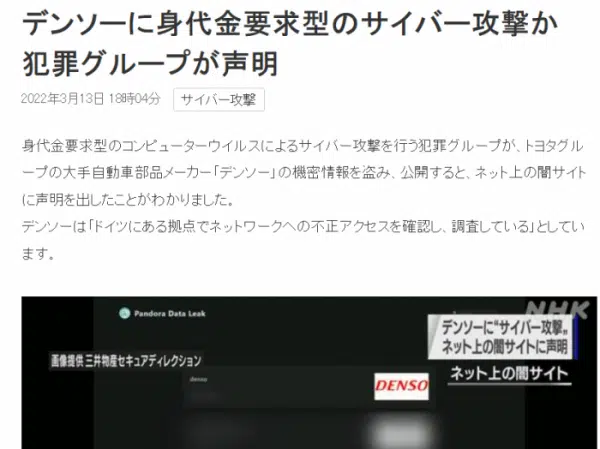 デンソーに身代金要求型のサイバー攻撃か
犯罪グループが声明
2022年3月13日 18時04分 サイバー攻撃
身代金要求型のコンピューターウイルスによるサイバー攻撃を行う犯罪グループが、トヨタグル
ープの大手自動車部品メーカー「デンソー」の機密情報を盗み、公開すると、ネット上の闇サイト
に声明を出したことがわかりました。
デンソーは「ドイツにある拠点でネットワークへの不正アクセスを確認し、調査している」としてい
ます。
Pandora Data Leak
NHK
デンソーに“サイバー攻撃„
ネット上の闇サイトに声明
画像提供 三井物産セキュアディレクション
ネット上の闇サイト
denso
DENSO